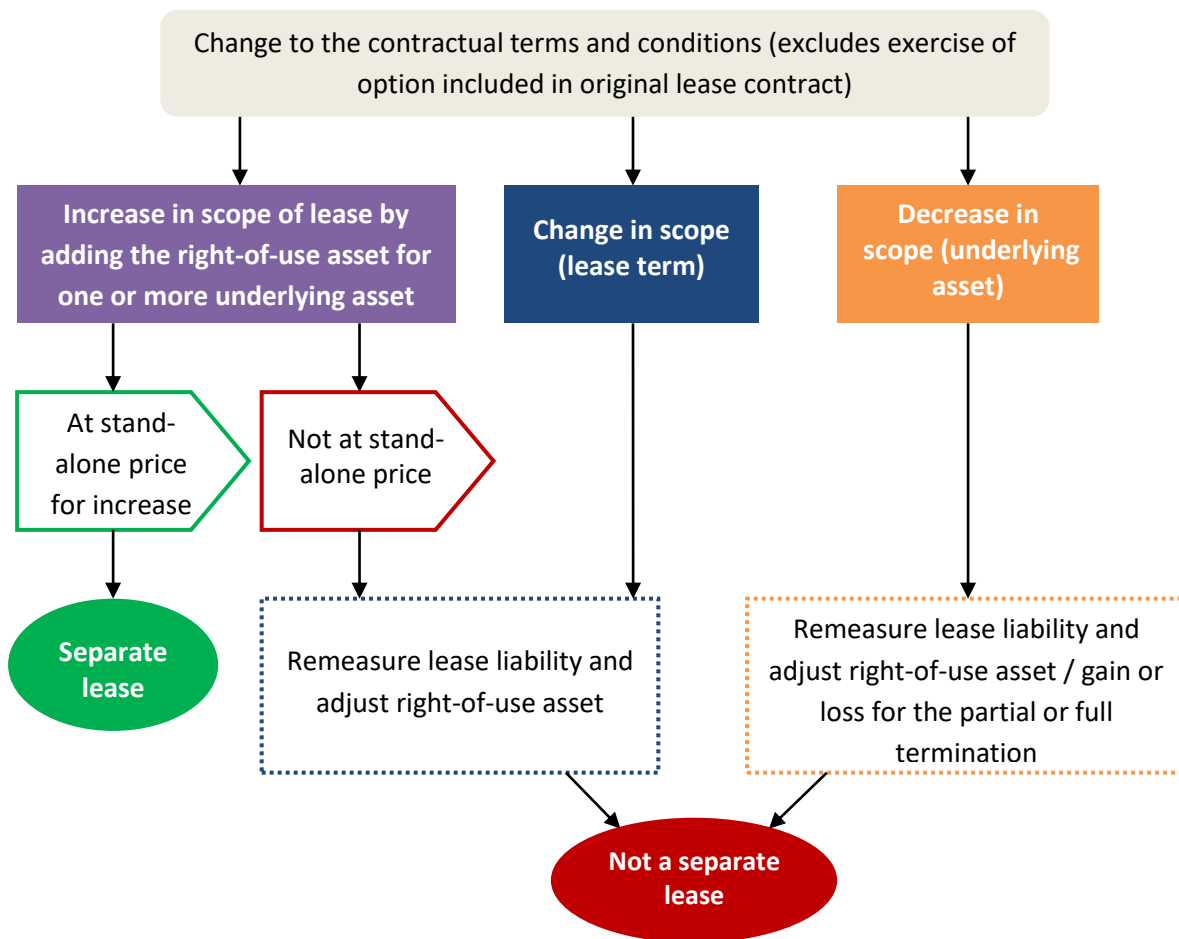 Change to the contractual terms and conditions (excludes exercise of
option included in original lease contract)
Increase in scope of lease by
adding the right-of-use asset for
one or more underlying asset
Change in scope
(lease term)
Decrease in
scope (underlying
asset)
At stand-
alone price
for increase
Not at stand-
alone price
Separate
lease
Remeasure lease liability and
adjust right-of-use asset
Remeasure lease liability and
adjust right-of-use asset / gain or
loss for the partial or full
termination
Not a separate
lease